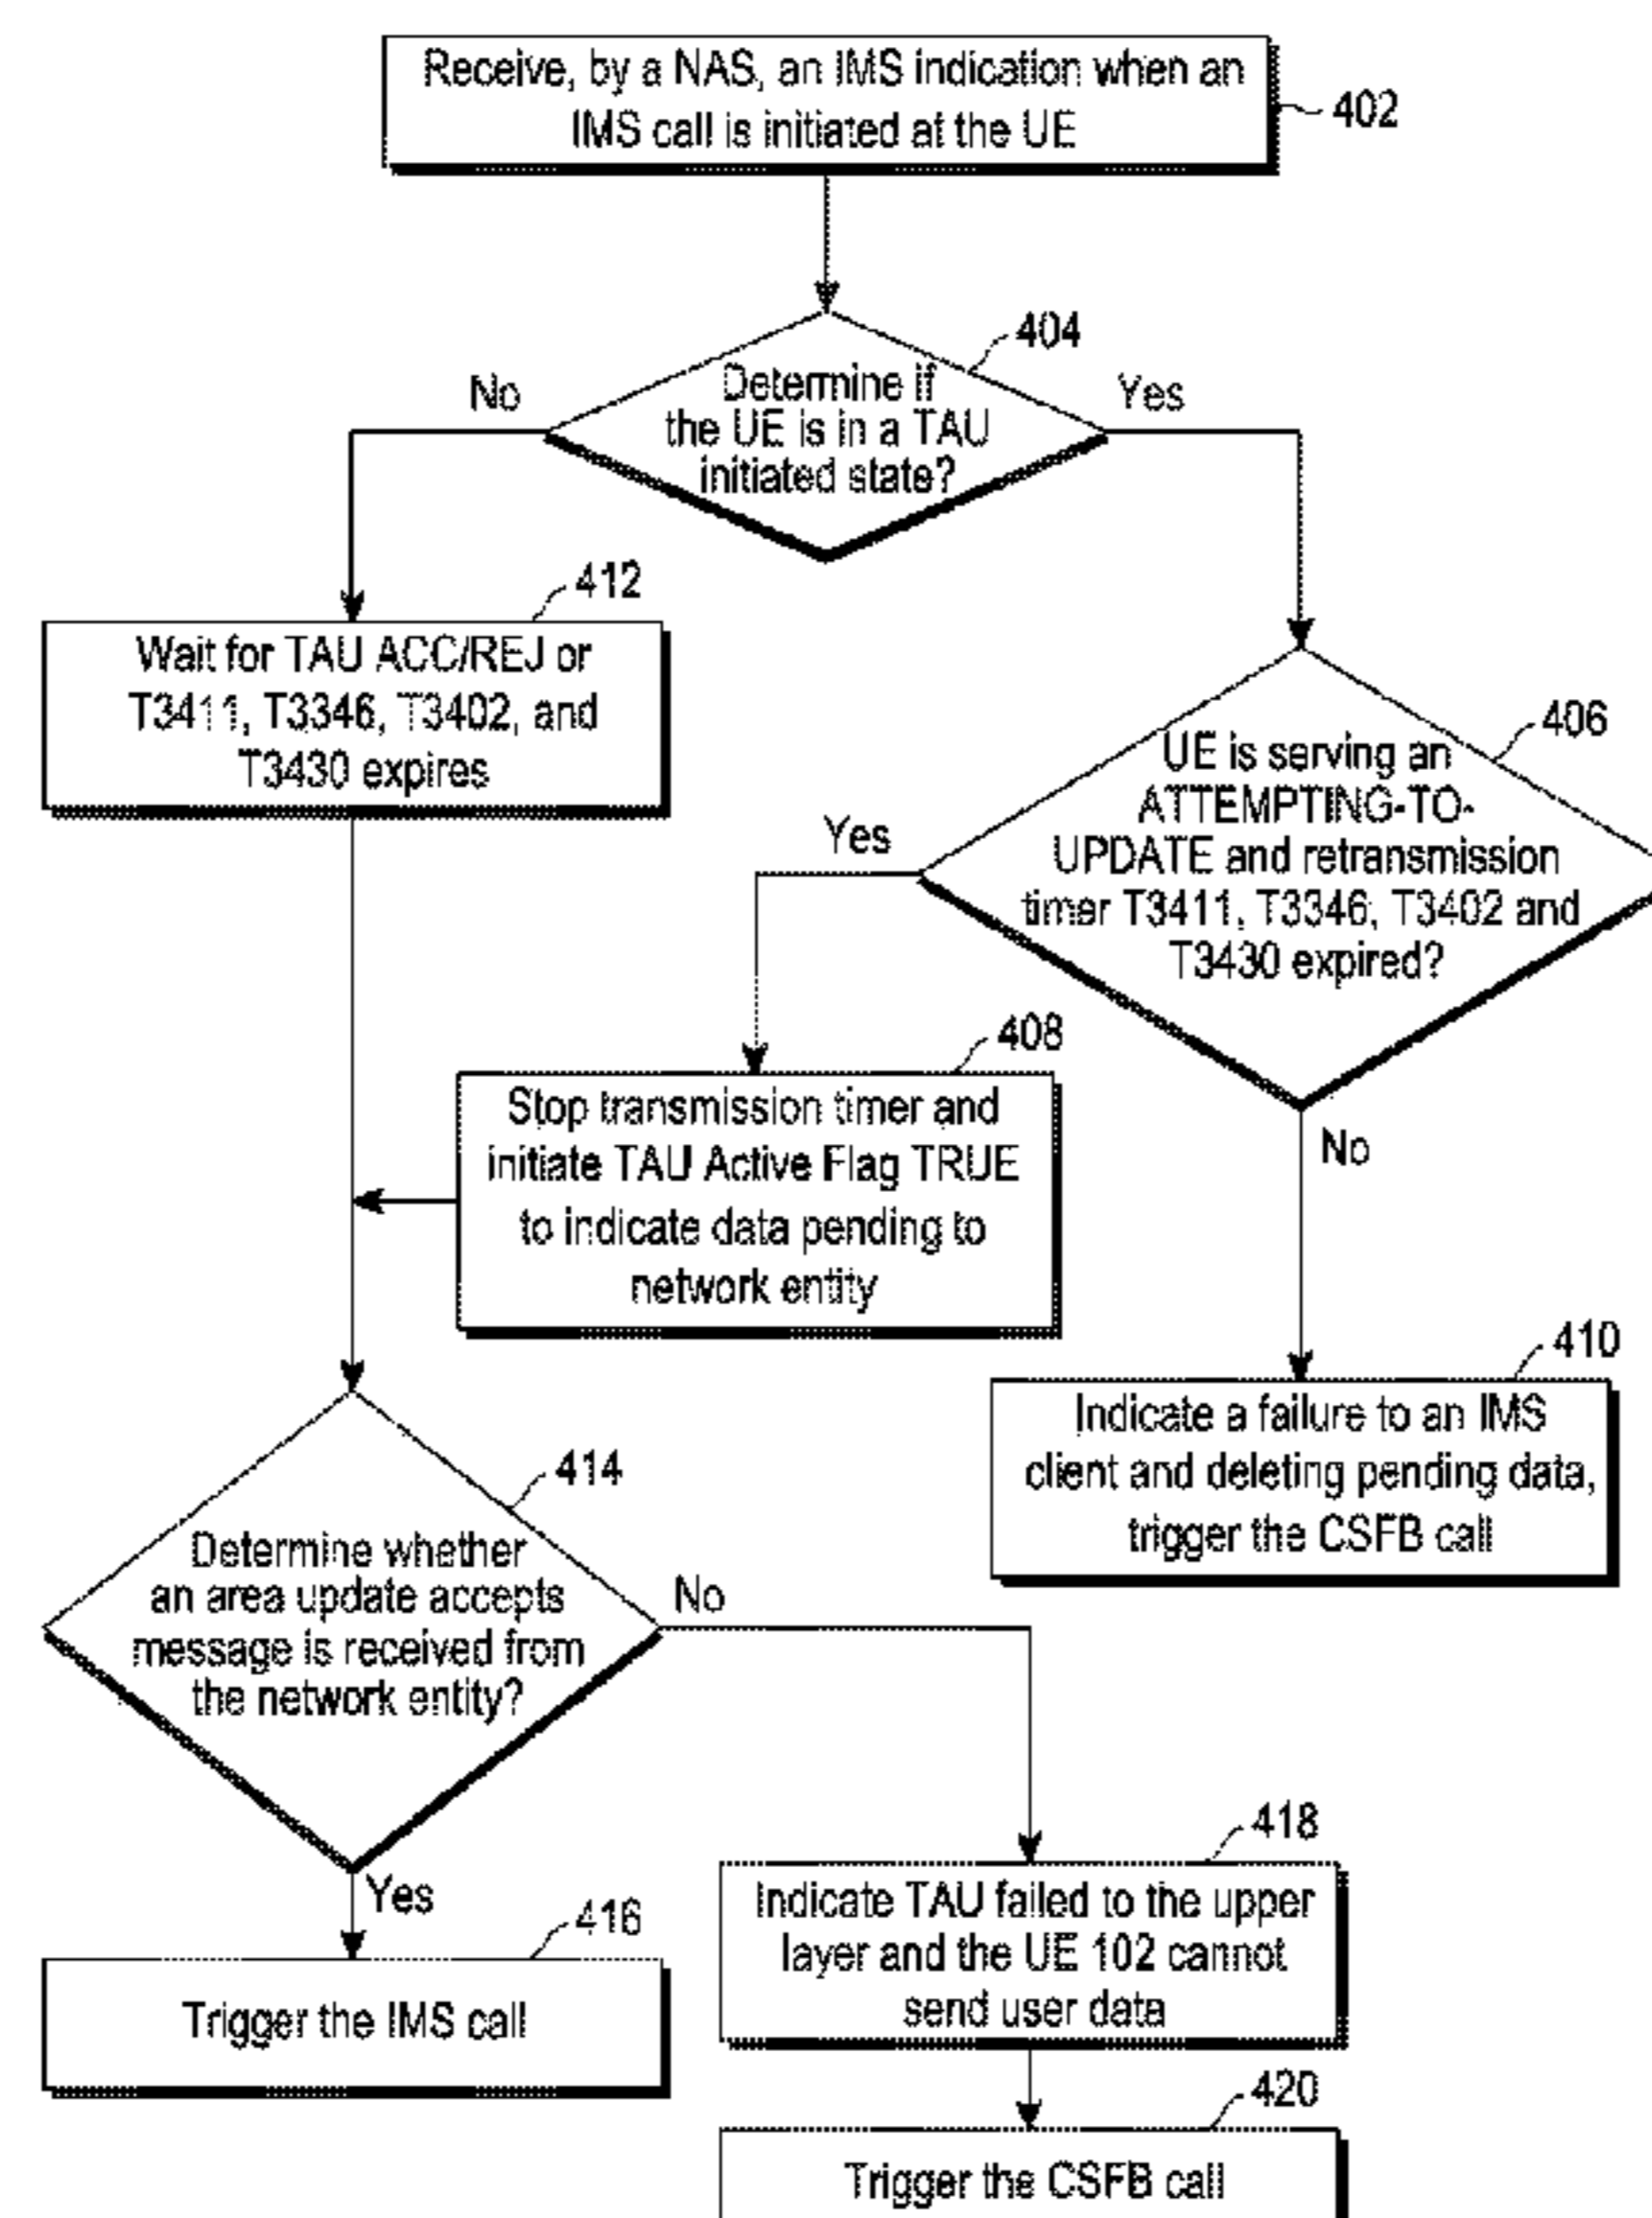 Receive, by a NAS, an IMS indication when an
IMS call is initiated at the UE
402
404
Determine if
the UE is in a TAU
initiated state?
No
Yes
412
Wait for TAU ACC/REJ or
T3411, T3346, T3402, and
T3430 expires
406
UE is serving an
ATTEMPTING-TO-
UPDATE and retransmission
timer T3411, T3346, T3402 and
T3430 expired?
Yes
No
408
Stop transmission timer and
initiate TAU Active Flag TRUE
to indicate data pending to
network entity
410
Indicate a failure to an IMS
client and deleting pending data,
trigger the CSFB call
414
Determine whether
an area update accepts
message is received from
the network entity?
No
Yes
416
Trigger the IMS call
418
Indicate TAU failed to the upper
layer and the UE 102 cannot
send user data
420
Trigger the CSFB call